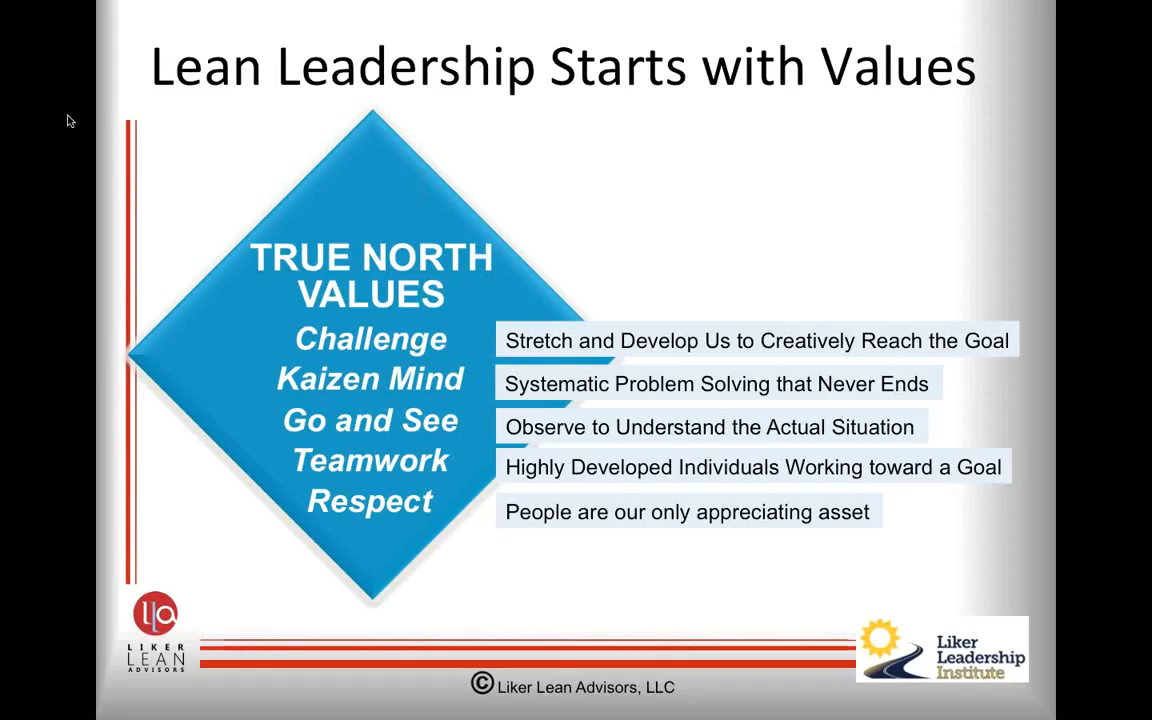 Lean Leadership Starts with Values
TRUE NORTH
VALUES
Challenge
Stretch and Develop Us to Creatively Reach the Goal
Kaizen Mind
Systematic Problem Solving that Never Ends
Go and See
Observe to Understand the Actual Situation
Teamwork
Highly Developed Individuals Working toward a Goal
Respect
People are our only appreciating asset
lla
LIKER
LEAN
ADVISORS
© Liker Lean Advisors, LLC
Liker
Leadership
Institute